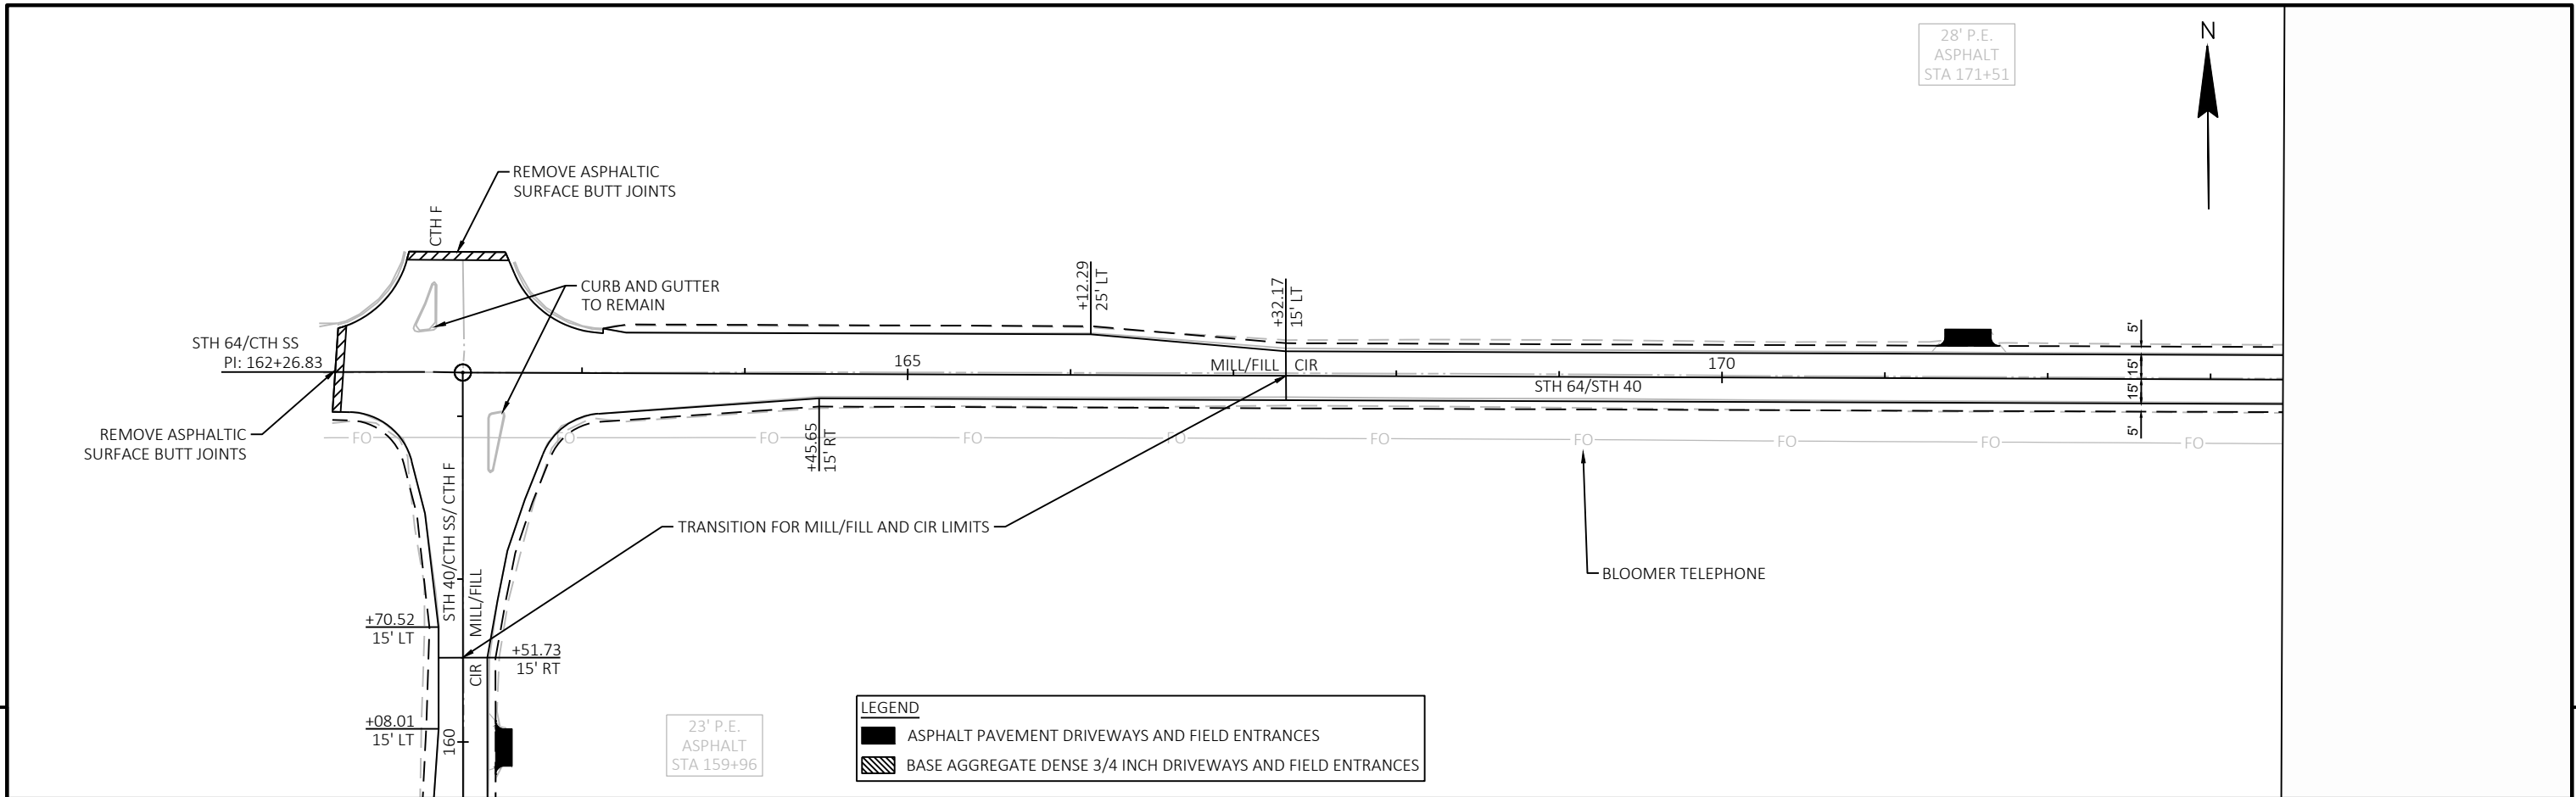 28' P.E.
ASPHALT
STA 171+51
N
REMOVE ASPHALTIC
SURFACE BUTT JOINTS
CTH F
CURB AND GUTTER
TO REMAIN
+12.29
25' LT
+32.17
15' LT
STH 64/CTH SS
PI: 162+26.83
165
MILL/FILL
CIR
170
STH 64/STH 40
5'
15'
15'
5'
REMOVE ASPHALTIC
SURFACE BUTT JOINTS
FO
FO
FO
FO
FO
FO
FO
FO
FO
FO
+45.65
15' RT
STH 40/CTH SS/ CTH F
MILL/FILL
TRANSITION FOR MILL/FILL AND CIR LIMITS
BLOOMER TELEPHONE
+70.52
15' LT
+51.73
15' RT
CIR
+08.01
15' LT
160
23' P.E.
ASPHALT
STA 159+96
LEGEND
ASPHALT PAVEMENT DRIVEWAYS AND FIELD ENTRANCES
BASE AGGREGATE DENSE 3/4 INCH DRIVEWAYS AND FIELD ENTRANCES